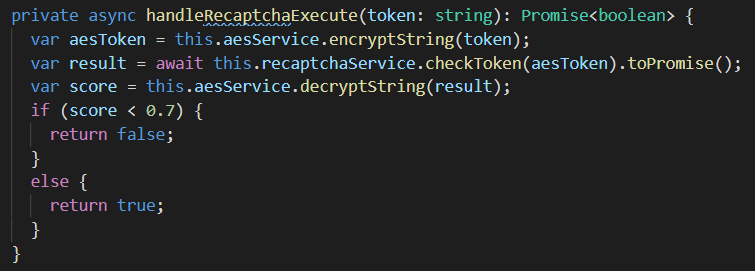 private async handleRecaptchaExecute(token: string): Promise<boolean> {
  var aesToken = this.aesService.encryptString(token);
  var result = await this.recaptchaService.checkToken(aesToken).toPromise();
  var score = this.aesService.decryptString(result);
  if (score < 0.7) {
    return false;
  }
  else {
    return true;
  }
}